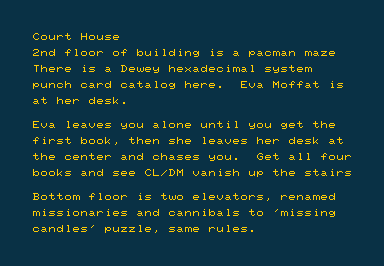 Court House
2nd floor of building is a pacman maze
There is a Dewey hexadecimal system
punch card catalog here.  Eva Moffat is
at her desk.
Eva leaves you alone until you get the
first book, then she leaves her desk at
the center and chases you.  Get all four
books and see CL/DM vanish up the stairs
Bottom floor is two elevators, renamed
missionaries and cannibals to 'missing
candles' puzzle, same rules.